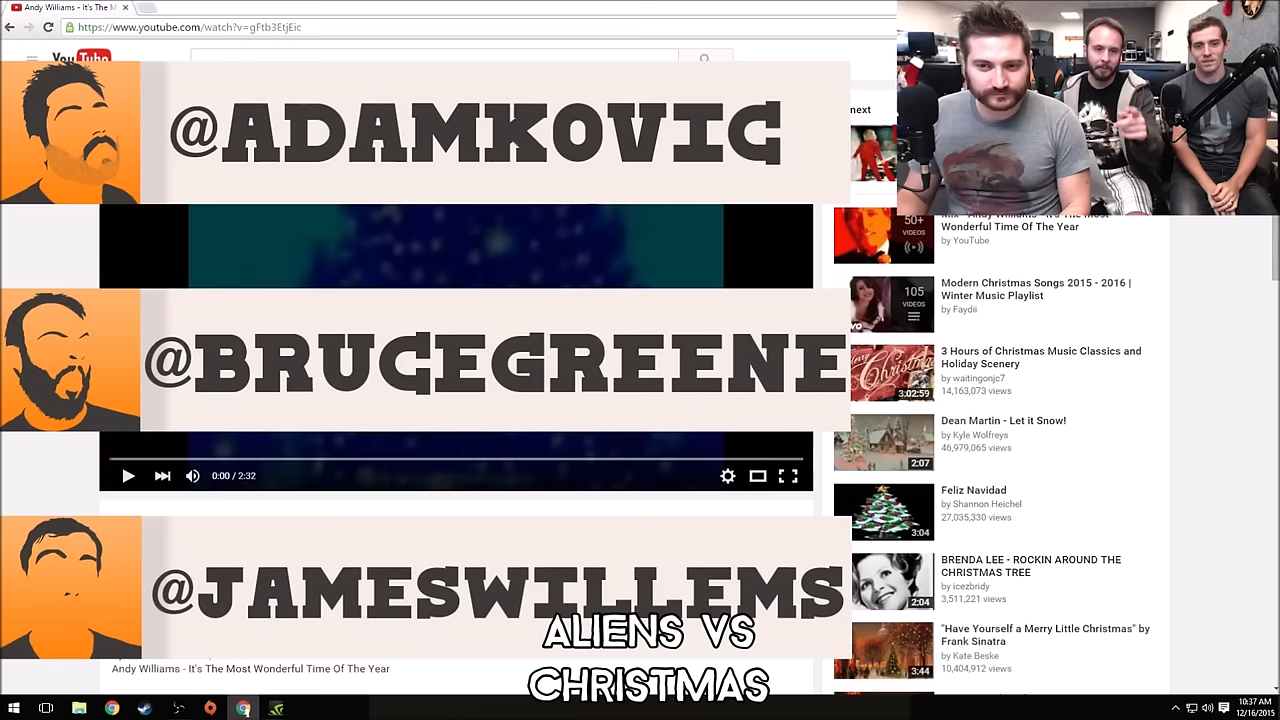 Andy Williams - It's The M
https://www.youtube.com/watch?v=gFtb3EtjEic
You Tube
@ADAMKOVIC
next
50+
VIDEOS
Wonderful Time Of The Year
by YouTube
Modern Christmas Songs 2015 - 2016 |
Winter Music Playlist
by Faydii
105
VIDEOS
@BRUCEGREENE
3 Hours of Christmas Music Classics and
Holiday Scenery
by waitingonjc7
14,163,073 views
3:02:59
Dean Martin - Let it Snow!
by Kyle Wolfreys
46,979,065 views
2:07
0:00 / 2:32
Feliz Navidad
by Shannon Heichel
27,035,330 views
3:04
@JAMESWILLEMS
BRENDA LEE - ROCKIN AROUND THE
CHRISTMAS TREE
by icezbridy
3,511,221 views
2:04
"Have Yourself a Merry Little Christmas" by
Frank Sinatra
by Kate Beske
10,404,912 views
3:44
ALIENS VS
CHRISTMAS
Andy Williams - It's The Most Wonderful Time Of The Year
10:37 AM
12/16/2015